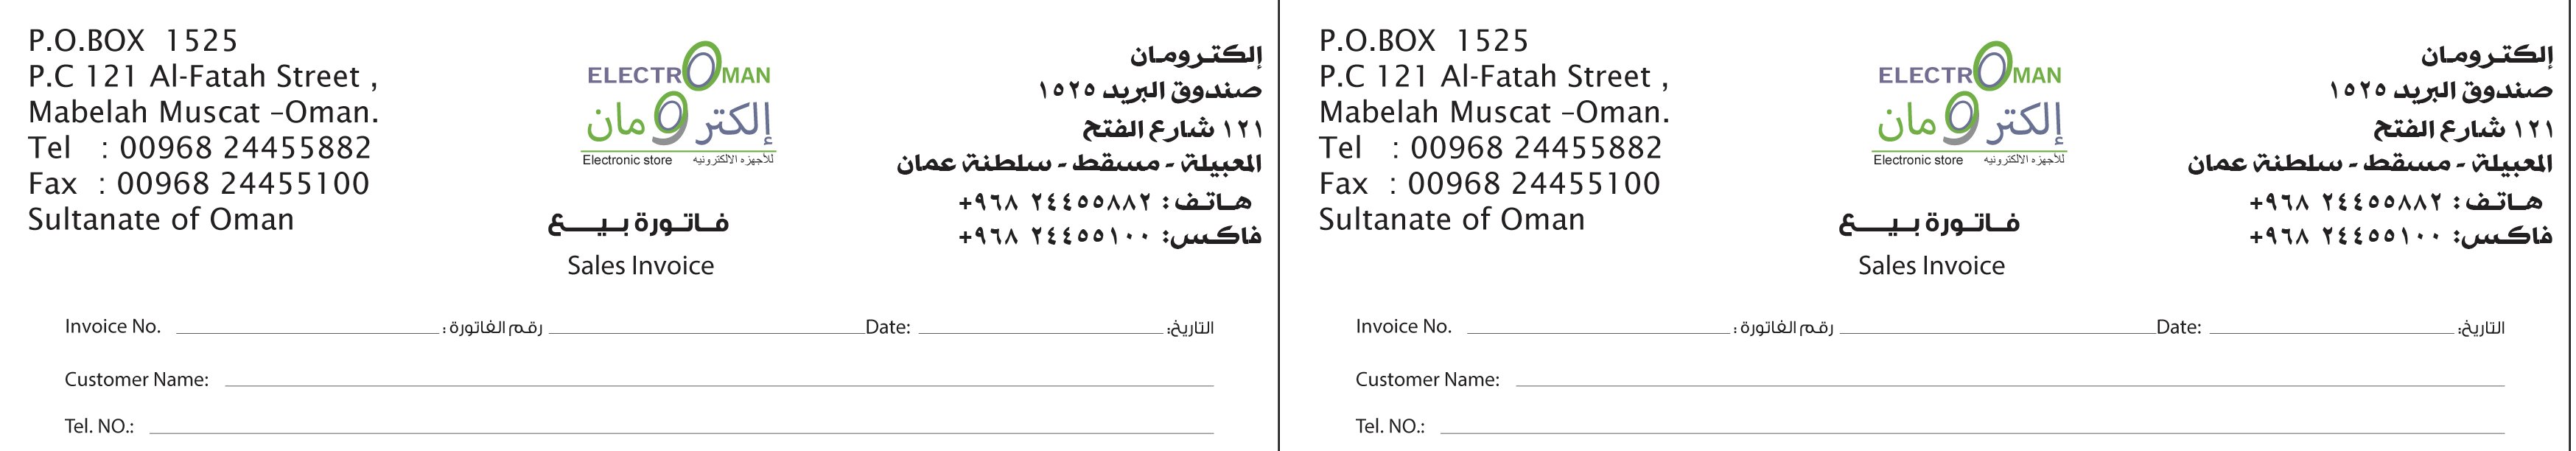 P.O.BOX 1525
P.C 121 Al-Fatah Street ,
Mabelah Muscat –Oman.
Tel : 00968 24455882
Fax : 00968 24455100
Sultanate of Oman
ELECTROMAN
إلكترومان
Electronic store للأجهزه الالكترونيه
فاتورة بيع
Sales Invoice
إلكترومان
صندوق البريد ١٥٢٥
١٢١ شارع الفتح
المعبيلة - مسقط - سلطنة عمان
هاتف: ٢٤٤٥٥٨٨٢ ٩٦٨+
فاكس: ٢٤٤٥٥١٠٠ ٩٦٨+
Invoice No. رقم الفاتورة : Date: التاريخ:
Customer Name:
Tel. NO.:
P.O.BOX 1525
P.C 121 Al-Fatah Street ,
Mabelah Muscat –Oman.
Tel : 00968 24455882
Fax : 00968 24455100
Sultanate of Oman
ELECTROMAN
إلكترومان
Electronic store للأجهزه الالكترونيه
فاتورة بيع
Sales Invoice
إلكترومان
صندوق البريد ١٥٢٥
١٢١ شارع الفتح
المعبيلة - مسقط - سلطنة عمان
هاتف: ٢٤٤٥٥٨٨٢ ٩٦٨+
فاكس: ٢٤٤٥٥١٠٠ ٩٦٨+
Invoice No. رقم الفاتورة : Date: التاريخ:
Customer Name:
Tel. NO.: